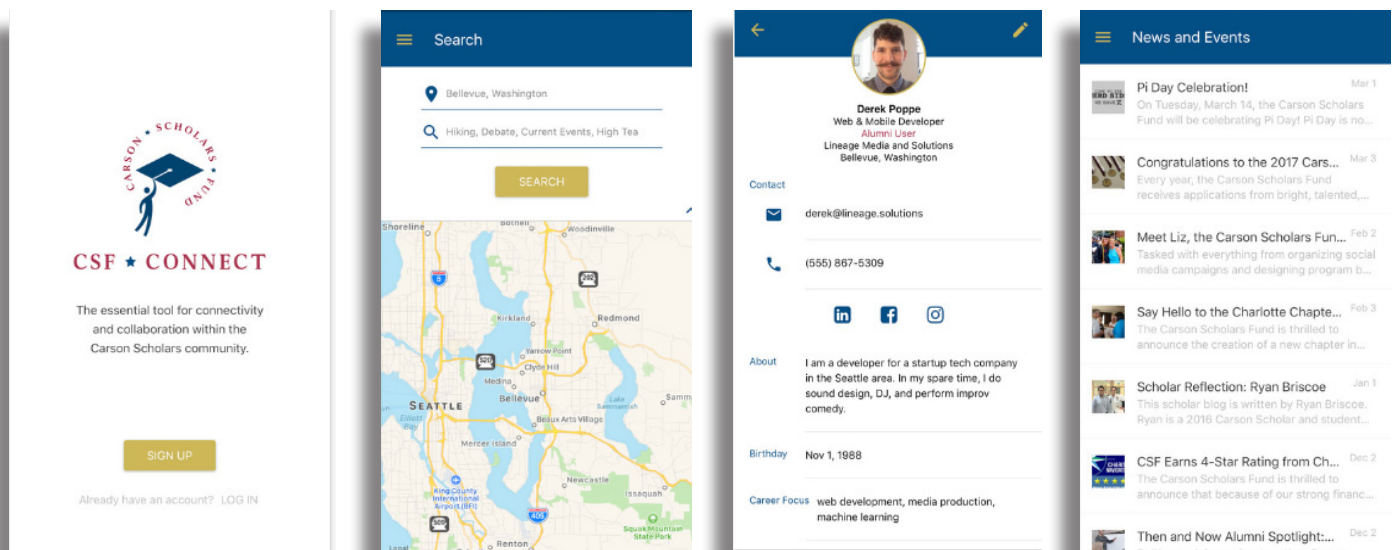 CARSON ★ SCHOLARS ★ FUND ★
CSF ★ CONNECT
The essential tool for connectivity
and collaboration within the
Carson Scholars community.
SIGN UP
Already have an account? LOG IN
Search
Bellevue, Washington
Hiking, Debate, Current Events, High Tea
SEARCH
Shoreline
Bothell
Woodinville
5
202
Kirkland
Redmond
520
Yarrow Point
Clyde Hill
Medina
SEATTLE
Bellevue
Lake
Sammamish
Samm
Elliott
Bay
Beaux Arts Village
Mercer Island
Newcastle
King County
International
Airport (BFI)
Issaquah
405
509
Squak Mountain
State Park
Renton
Derek Poppe
Web & Mobile Developer
Alumni User
Lineage Media and Solutions
Bellevue, Washington
Contact
derek@lineage.solutions
(555) 867-5309
in
About
I am a developer for a startup tech company
in the Seattle area. In my spare time, I do
sound design, DJ, and perform improv
comedy.
Birthday Nov 1, 1988
Career Focus web development, media production,
machine learning
News and Events
Pi Day Celebration! Mar 1
On Tuesday, March 14, the Carson Scholars
Fund will be celebrating Pi Day! Pi Day is no...
Congratulations to the 2017 Cars... Mar 3
Every year, the Carson Scholars Fund
receives applications from bright, talented,...
Meet Liz, the Carson Scholars Fun... Feb 2
Tasked with everything from organizing social
media campaigns and designing program b...
Say Hello to the Charlotte Chapte... Feb 3
The Carson Scholars Fund is thrilled to
announce the creation of a new chapter in...
Scholar Reflection: Ryan Briscoe Jan 1
This scholar blog is written by Ryan Briscoe.
Ryan is a 2016 Carson Scholar and student...
CSF Earns 4-Star Rating from Ch... Dec 2
The Carson Scholars Fund is thrilled to
announce that because of our strong financ...
Then and Now Alumni Spotlight:... Dec 2